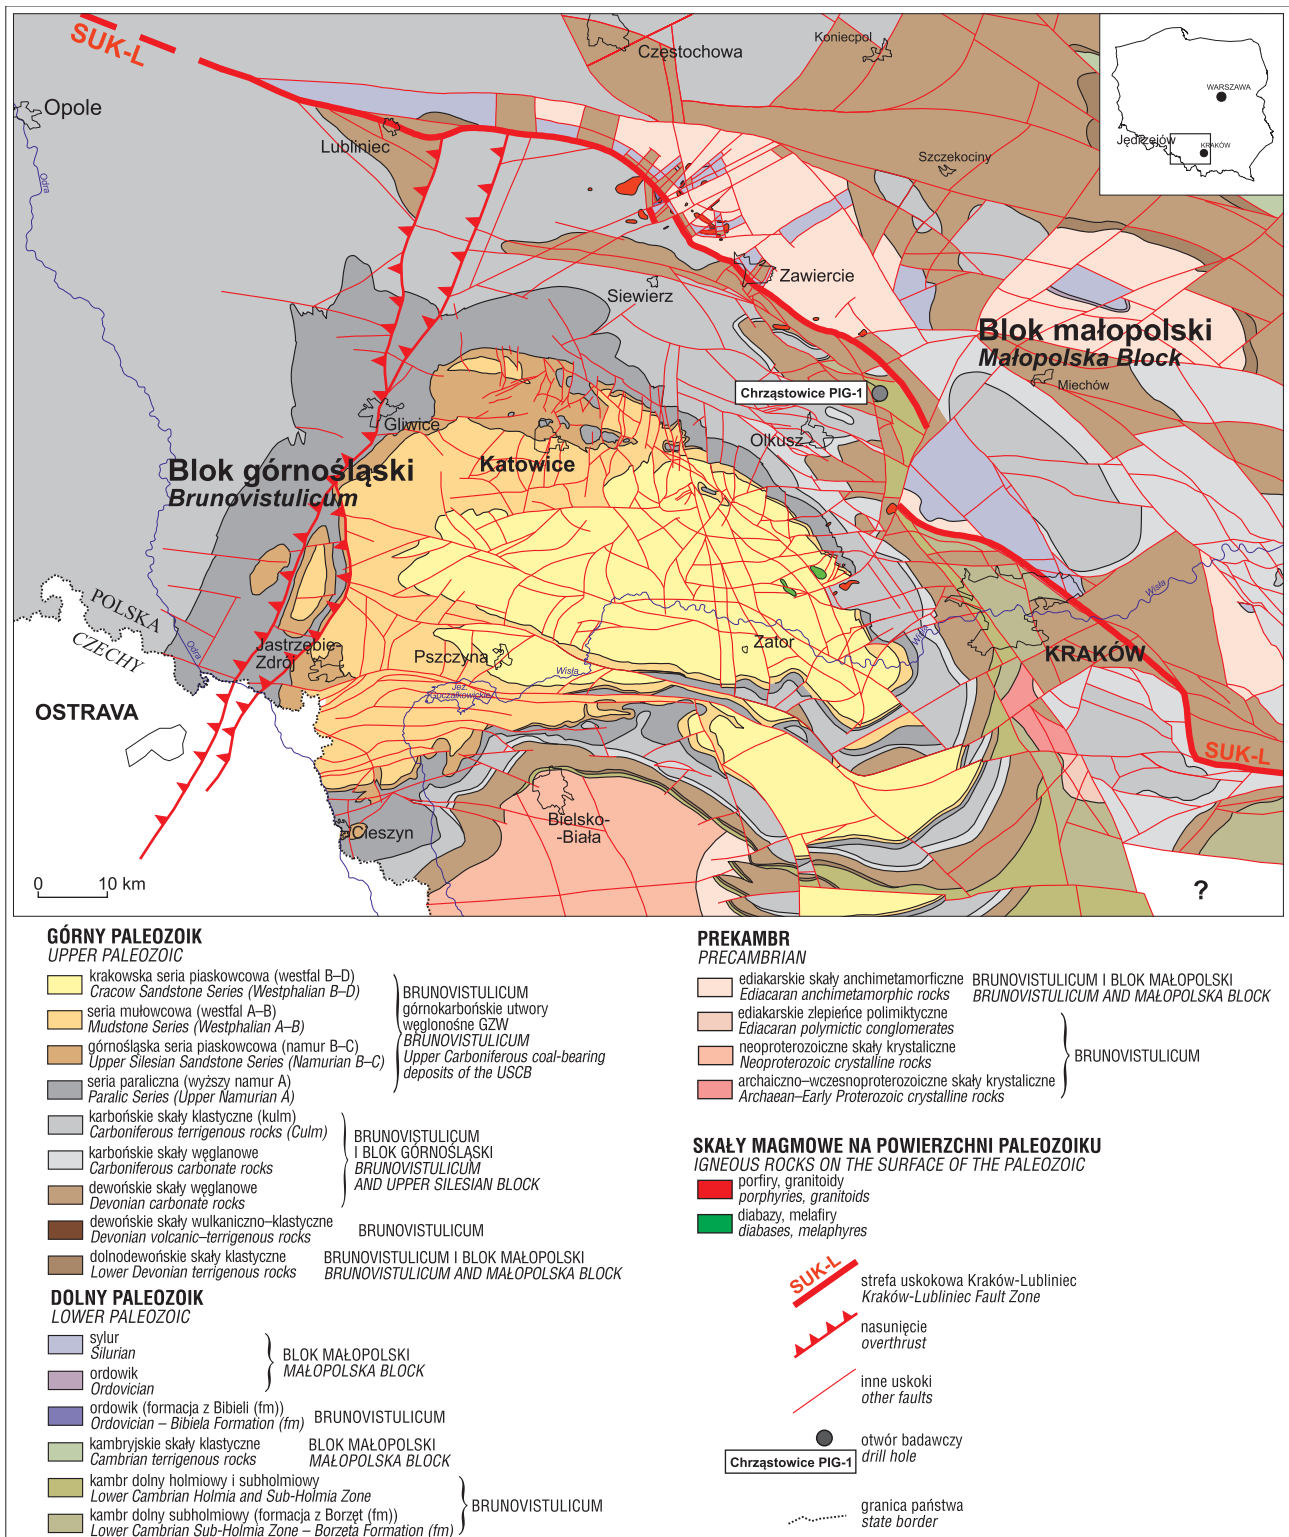 SUK-L
Częstochowa
Koniecpol
WARSZAWA
Jędrzejów
KRAKÓW
Opole
Lubliniec
Szczekociny
Odra
Zawiercie
Siewierz
Blok małopolski
Małopolska Block
Miechów
Chrząstowice PIG-1
Gliwice
Olkusz
Katowice
Blok górnośląski
Brunovistulicum
POLSKA
CZECHY
Odra
Wisła
Wisła
Jastrzębie-
Zdrój
Pszczyna
Wisła
Zator
KRAKÓW
Jez.
Goczałkowickie
OSTRAVA
SUK-L
Bielsko-
-Biała
Cieszyn
0 10 km
?
GÓRNY PALEOZOIK
UPPER PALEOZOIC
krakowska seria piaskowcowa (westfal B–D)
Cracow Sandstone Series (Westphalian B–D)
seria mułowcowa (westfal A–B)
Mudstone Series (Westphalian A–B)
górnośląska seria piaskowcowa (namur B–C)
Upper Silesian Sandstone Series (Namurian B–C)
seria paraliczna (wyższy namur A)
Paralic Series (Upper Namurian A)
BRUNOVISTULICUM
górnokarbońskie utwory
węglonośne GZW
BRUNOVISTULICUM
Upper Carboniferous coal-bearing
deposits of the USCB
karbońskie skały klastyczne (kulm)
Carboniferous terrigenous rocks (Culm)
karbońskie skały węglanowe
Carboniferous carbonate rocks
dewońskie skały węglanowe
Devonian carbonate rocks
BRUNOVISTULICUM
I BLOK GÓRNOŚLĄSKI
BRUNOVISTULICUM
AND UPPER SILESIAN BLOCK
dewońskie skały wulkaniczno–klastyczne
Devonian volcanic–terrigenous rocks
BRUNOVISTULICUM
dolnodewońskie skały klastyczne
Lower Devonian terrigenous rocks
BRUNOVISTULICUM I BLOK MAŁOPOLSKI
BRUNOVISTULICUM AND MAŁOPOLSKA BLOCK
DOLNY PALEOZOIK
LOWER PALEOZOIC
sylur
Silurian
ordowik
Ordovician
BLOK MAŁOPOLSKI
MAŁOPOLSKA BLOCK
ordowik (formacja z Bibieli (fm))
Ordovician – Bibiela Formation (fm)
BRUNOVISTULICUM
kambryjskie skały klastyczne
Cambrian terrigenous rocks
BLOK MAŁOPOLSKI
MAŁOPOLSKA BLOCK
kambr dolny holmiowy i subholmiowy
Lower Cambrian Holmia and Sub-Holmia Zone
kambr dolny subholmiowy (formacja z Borzęt (fm))
Lower Cambrian Sub-Holmia Zone – Borzęta Formation (fm)
BRUNOVISTULICUM
PREKAMBR
PRECAMBRIAN
ediakarskie skały anchimetamorficzne
Ediacaran anchimetamorphic rocks
BRUNOVISTULICUM I BLOK MAŁOPOLSKI
BRUNOVISTULICUM AND MAŁOPOLSKA BLOCK
ediakarskie zlepieńce polimiktyczne
Ediacaran polymictic conglomerates
neoproterozoiczne skały krystaliczne
Neoproterozoic crystalline rocks
archaiczno–wczesnoproterozoiczne skały krystaliczne
Archaean–Early Proterozoic crystalline rocks
BRUNOVISTULICUM
SKAŁY MAGMOWE NA POWIERZCHNI PALEOZOIKU
IGNEOUS ROCKS ON THE SURFACE OF THE PALEOZOIC
porfiry, granitoidy
porphyries, granitoids
diabazy, melafiry
diabases, melaphyres
SUK-L
strefa uskokowa Kraków-Lubliniec
Kraków-Lubliniec Fault Zone
nasunięcie
overthrust
inne uskoki
other faults
Chrząstowice PIG-1
otwór badawczy
drill hole
granica państwa
state border